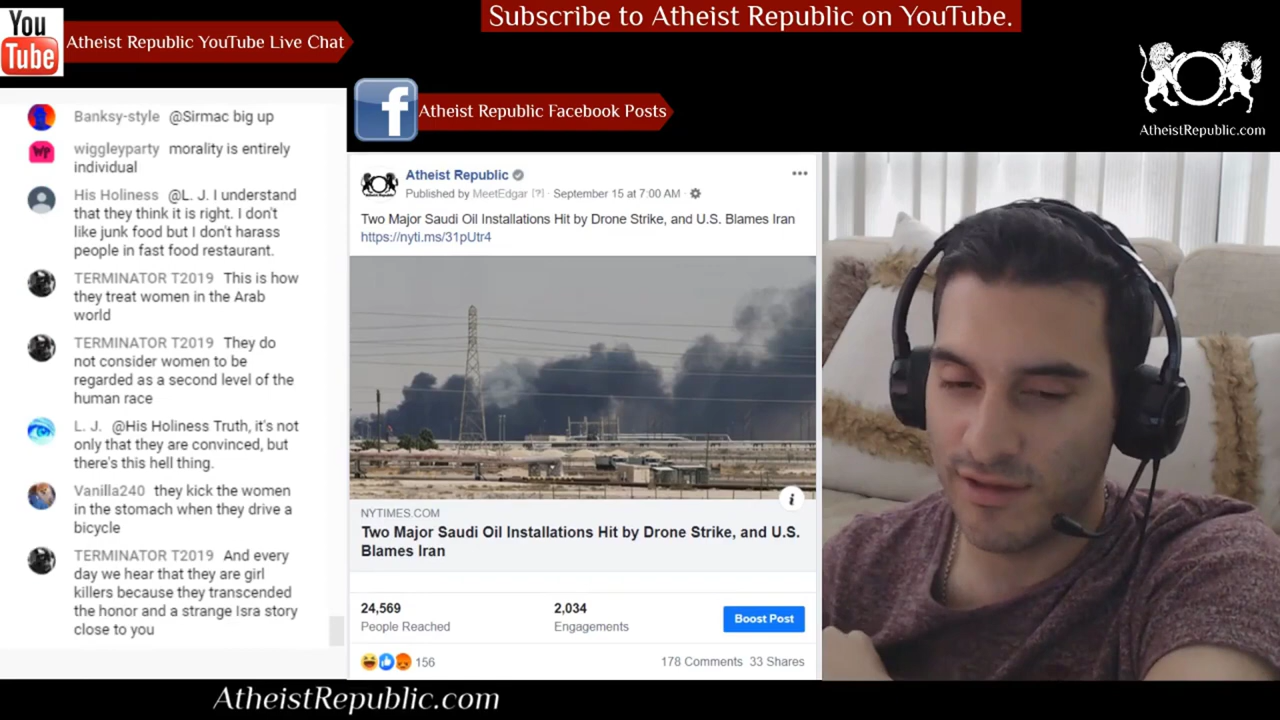 You
Tube
Atheist Republic YouTube Live Chat
Subscribe to Atheist Republic on YouTube.
AtheistRepublic.com
f
Atheist Republic Facebook Posts
Banksy-style @Sirmac big up
WP
wiggleyparty morality is entirely
individual
His Holiness @L. J. I understand
that they think it is right. I don't
like junk food but I don't harass
people in fast food restaurant.
TERMINATOR T2019 This is how
they treat women in the Arab
world
TERMINATOR T2019 They do
not consider women to be
regarded as a second level of the
human race
L. J. @His Holiness Truth, it's not
only that they are convinced, but
there's this hell thing.
Vanilla240 they kick the women
in the stomach when they drive a
bicycle
TERMINATOR T2019 And every
day we hear that they are girl
killers because they transcended
the honor and a strange Isra story
close to you
Atheist Republic
Published by MeetEdgar [?] · September 15 at 7:00 AM ·
Two Major Saudi Oil Installations Hit by Drone Strike, and U.S. Blames Iran
https://nyti.ms/31pUtr4
i
NYTIMES.COM
Two Major Saudi Oil Installations Hit by Drone Strike, and U.S.
Blames Iran
24,569 2,034
People Reached Engagements
Boost Post
156 178 Comments 33 Shares
AtheistRepublic.com